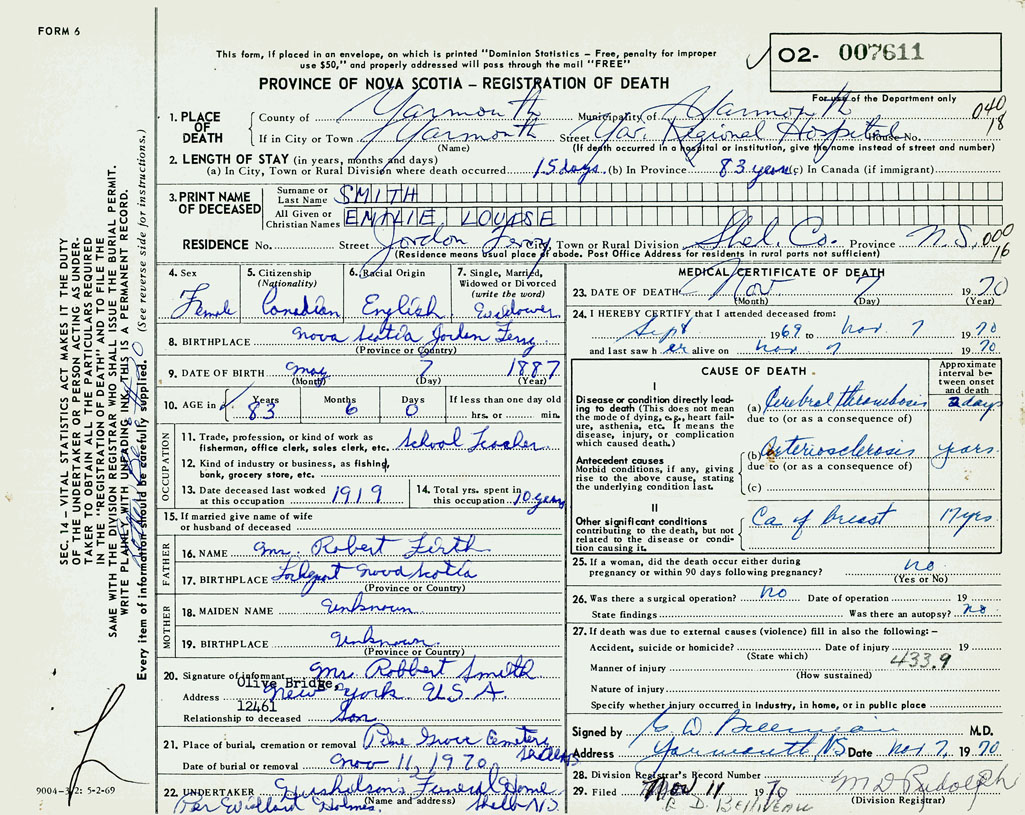 FORM 6
This form, if placed in an envelope, on which is printed "Dominion Statistics – Free, penalty for improper
use $50," and properly addressed will pass through the mail "FREE"
02- 007611
PROVINCE OF NOVA SCOTIA – REGISTRATION OF DEATH
For use of the Department only
040
18
1. PLACE OF DEATH
County of Yarmouth Municipality of Yarmouth
If in City or Town Yarmouth Street Yar. Regional Hospital House No.
(Name) (If death occurred in a hospital or institution, give the name instead of street and number)
2. LENGTH OF STAY (in years, months and days)
(a) In City, Town or Rural Division where death occurred 15 days (b) In Province 83 years (c) In Canada (if immigrant)
3. PRINT NAME OF DECEASED
Surname or Last Name SMITH
All Given or Christian Names EMALIE LOUISE
RESIDENCE No. Street Jordon Ferry City, Town or Rural Division Shel. Co. Province N.S. 000
16
(Residence means usual place of abode. Post Office Address for residents in rural parts not sufficient)
4. Sex
Female
5. Citizenship
(Nationality)
Canadian
6. Racial Origin
English
7. Single, Married,
Widowed or Divorced
(write the word)
8. BIRTHPLACE Nova Scotia Jorden Ferry
(Province or Country)
9. DATE OF BIRTH May 7 1887
(Month) (Day) (Year)
10. AGE in Years 83 Months 6 Days 0
If less than one day old
hrs. or min.
OCCUPATION
11. Trade, profession, or kind of work as
fisherman, office clerk, sales clerk, etc. School Teacher
12. Kind of industry or business, as fishing,
bank, grocery store, etc.
13. Date deceased last worked
at this occupation 1919
14. Total yrs. spent in
this occupation 10 years
15. If married give name of wife
or husband of deceased
FATHER
16. NAME Mr. Robert Firth
17. BIRTHPLACE Lockeport Nova Scotia
(Province or Country)
MOTHER
18. MAIDEN NAME Unknown
19. BIRTHPLACE Unknown
(Province or Country)
20. Signature of informant Mr Robbert Smith
Olive Bridge,
Address New York U.S.A.
12461
Relationship to deceased Son
21. Place of burial, cremation or removal Pine Grove Cemetery
Date of burial or removal Nov 11, 1970
22. UNDERTAKER Funeral Home
(Name and address)
Per Willard Holmes.
MEDICAL CERTIFICATE OF DEATH
23. DATE OF DEATH Nov 7 1970
(Month) (Day) (Year)
24. I HEREBY CERTIFY that I attended deceased from:
Sept 1969 to Nov. 7 1970
and last saw her alive on Nov 7 1970
CAUSE OF DEATH
Approximate interval between onset and death
I
Disease or condition directly leading to death (This does not mean the mode of dying, e.g., heart failure, asthenia, etc. It means the disease, injury, or complication which caused death.)
(a) Cerebral thrombosis 2 days
due to (or as a consequence of)
Antecedent causes
Morbid conditions, if any, giving rise to the above cause, stating the underlying condition last.
(b) Arteriosclerosis years.
due to (or as a consequence of)
(c)
II
Other significant conditions
contributing to the death, but not related to the disease or condition causing it.
Ca of breast 17 yrs.
25. If a woman, did the death occur either during
pregnancy or within 90 days following pregnancy? no
(Yes or No)
26. Was there a surgical operation? no Date of operation 19
State findings Was there an autopsy? no
27. If death was due to external causes (violence) fill in also the following: –
Accident, suicide or homicide? Date of injury 19
(State which)
433.9
Manner of injury
(How sustained)
Nature of injury
Specify whether injury occurred in industry, in home, or in public place
Signed by M.D.
Address Yarmouth, NS Date Nov 7, 1970
28. Division Registrar's Record Number
29. Filed Nov 11 1970 M D Rudolph
(Division Registrar)
G D. BELLIVEAU
SEC. 14 – VITAL STATISTICS ACT MAKES IT THE DUTY
OF THE UNDERTAKER OR PERSON ACTING AS UNDERTAKER TO OBTAIN ALL THE PARTICULARS REQUIRED
IN THE "REGISTRATION OF DEATH" AND TO FILE THE
SAME WITH THE DIVISION REGISTRAR WHO SHALL ISSUE THE BURIAL PERMIT.
WRITE PLAINLY WITH UNFADING INK, THIS IS A PERMANENT RECORD.
Every item of information should be carefully supplied. (See reverse side for instructions.)
9004-3/2: 5-2-69